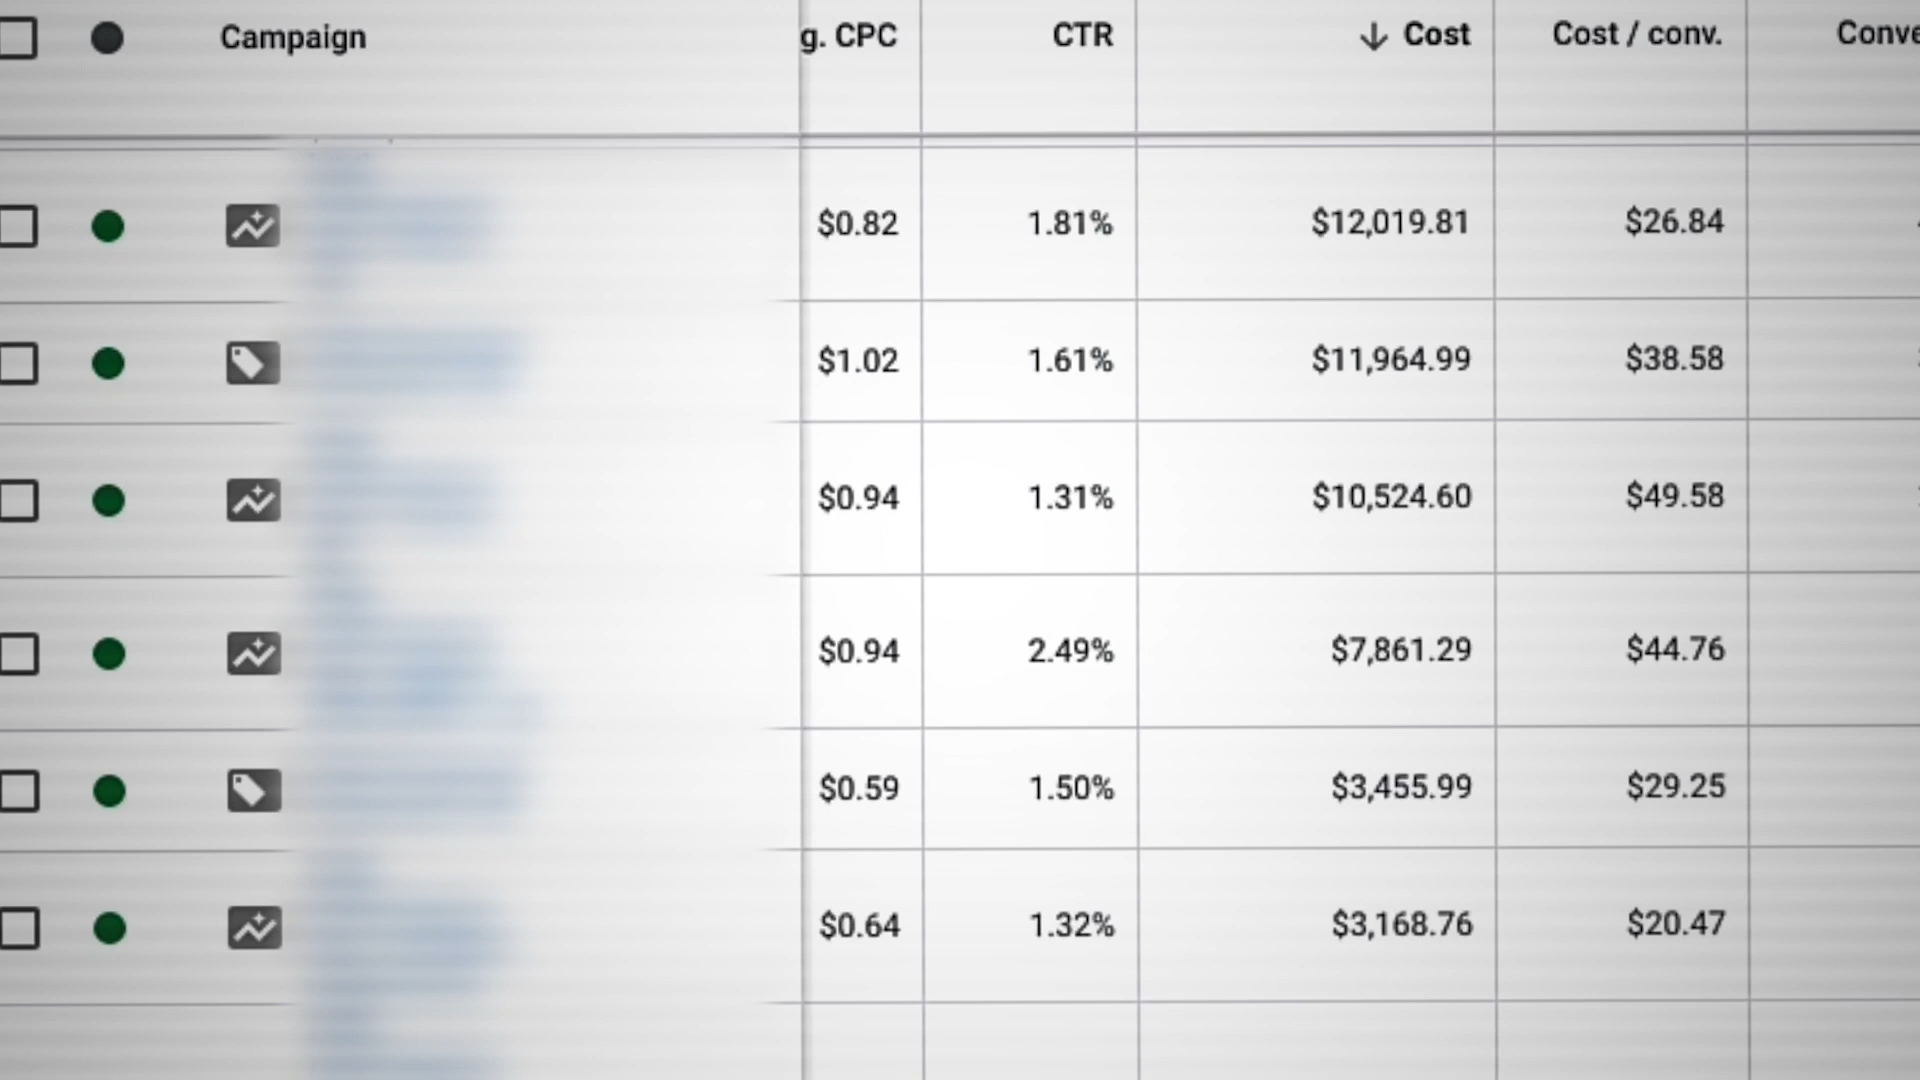 Campaign g. CPC CTR Cost Cost / conv. Conve
$0.82 1.81% $12,019.81 $26.84
$1.02 1.61% $11,964.99 $38.58
$0.94 1.31% $10,524.60 $49.58
$0.94 2.49% $7,861.29 $44.76
$0.59 1.50% $3,455.99 $29.25
$0.64 1.32% $3,168.76 $20.47